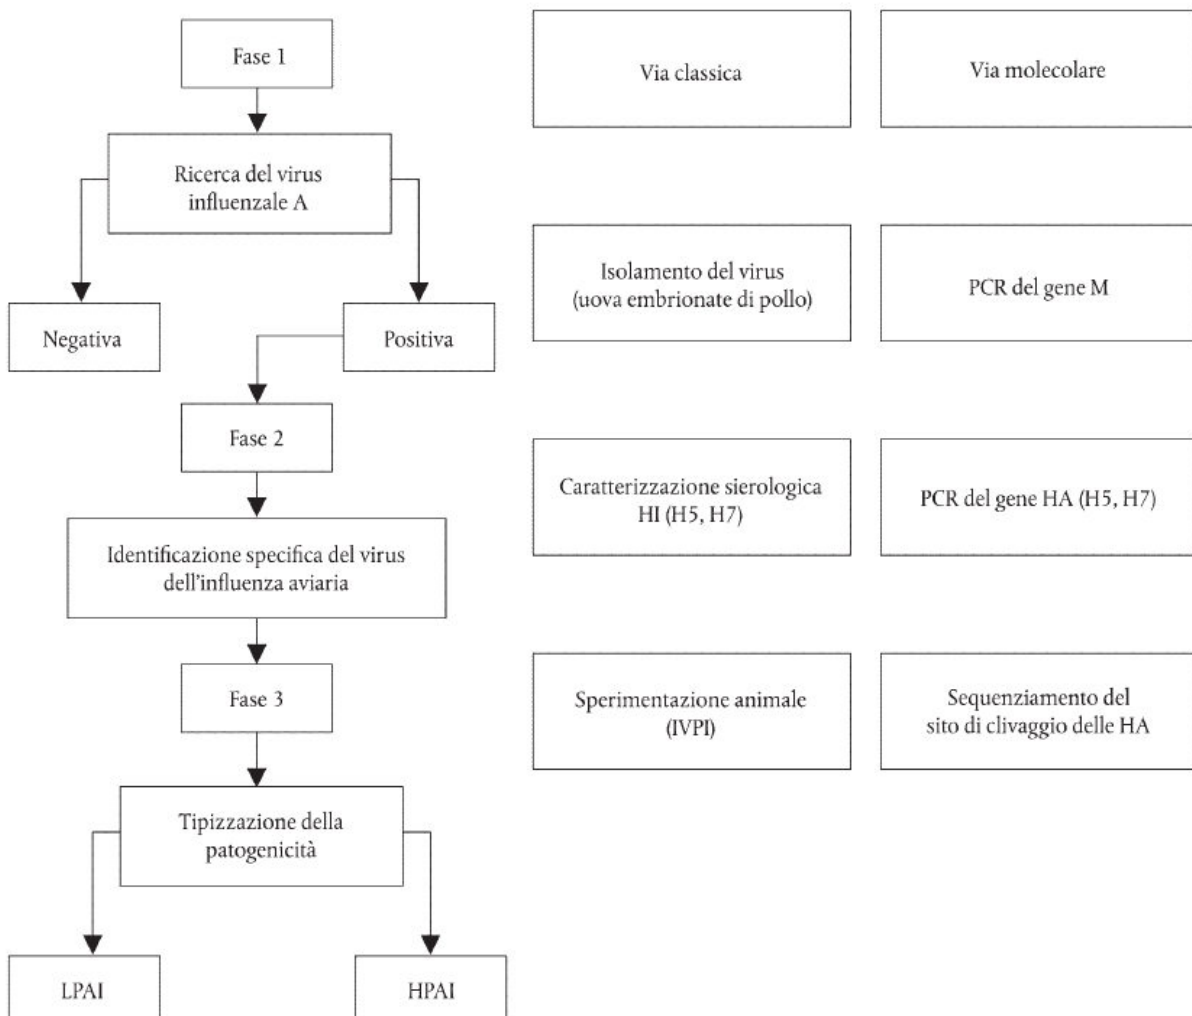 Fase 1
Ricerca del virus
influenzale A
Negativa
Positiva
Fase 2
Identificazione specifica del virus
dell'influenza aviaria
Fase 3
Tipizzazione della
patogenicità
LPAI
HPAI
Via classica
Via molecolare
Isolamento del virus
(uova embrionate di pollo)
PCR del gene M
Caratterizzazione sierologica
HI (H5, H7)
PCR del gene HA (H5, H7)
Sperimentazione animale
(IVPI)
Sequenziamento del
sito di clivaggio delle HA